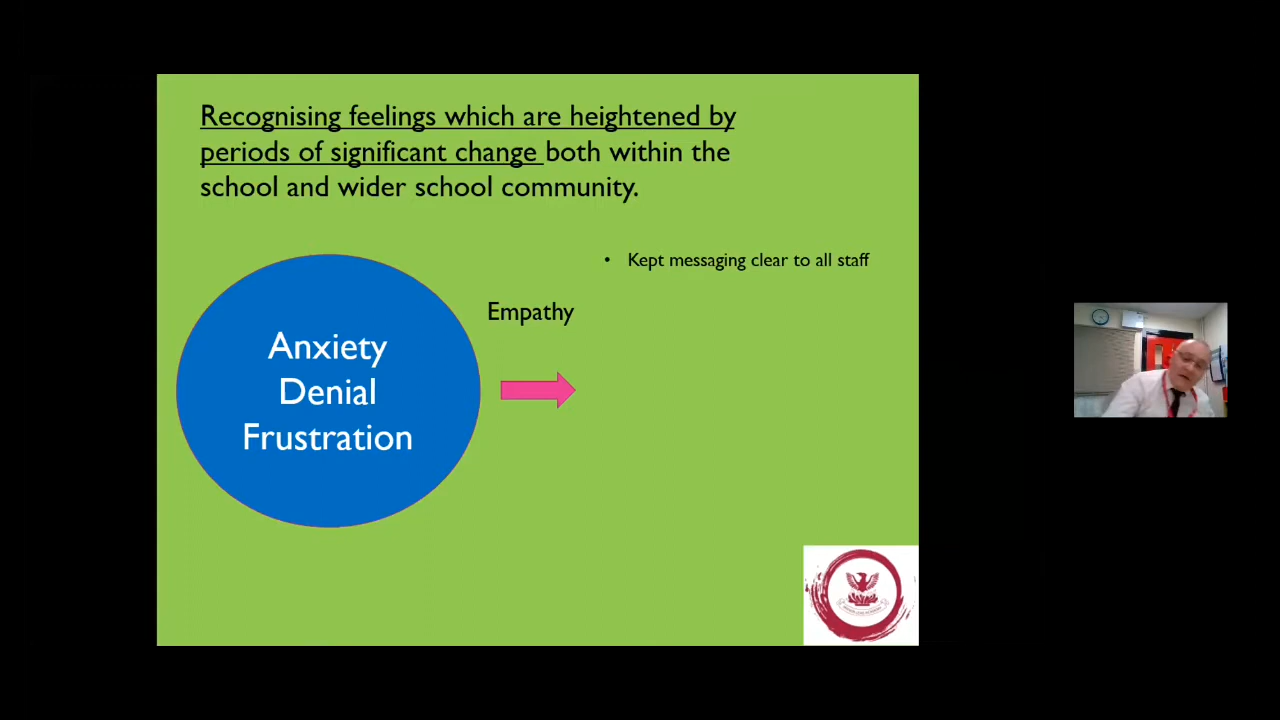 Recognising feelings which are heightened by
periods of significant change both within the
school and wider school community.
• Kept messaging clear to all staff
Empathy
Anxiety
Denial
Frustration